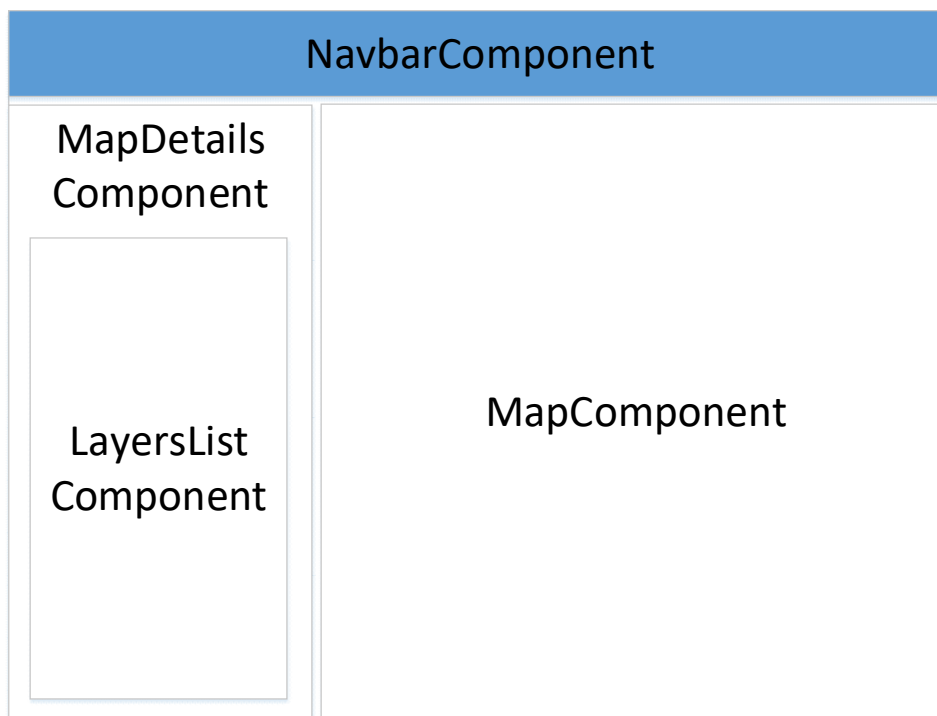 NavbarComponent
MapDetails
Component
LayersList
Component
MapComponent